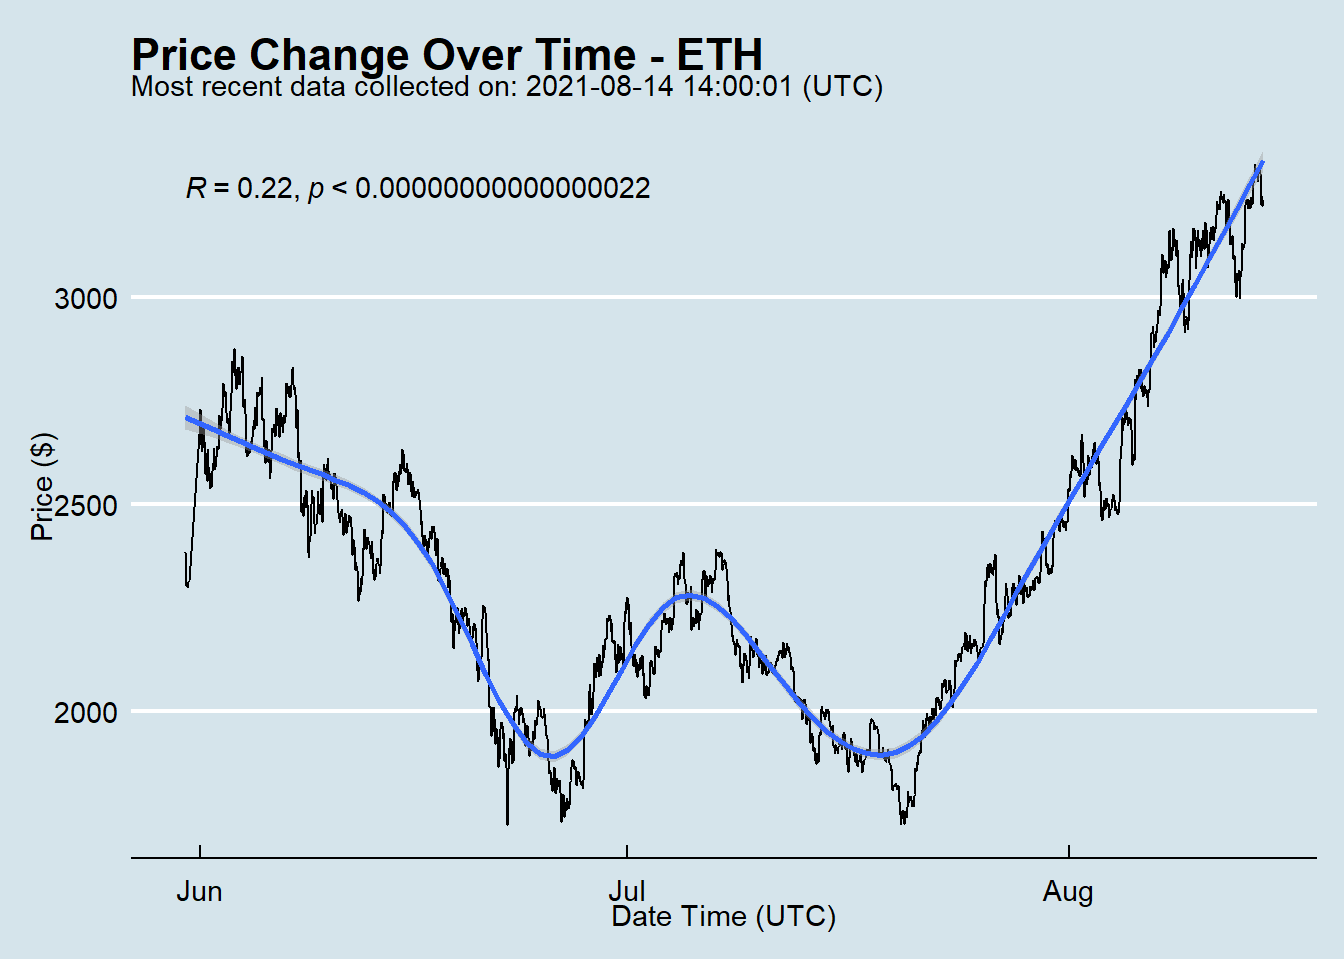 Price Change Over Time - ETH
Most recent data collected on: 2021-08-14 14:00:01 (UTC)
R = 0.22, p < 0.00000000000000022
3000
2500
2000
Price ($)
Jun
Jul
Aug
Date Time (UTC)